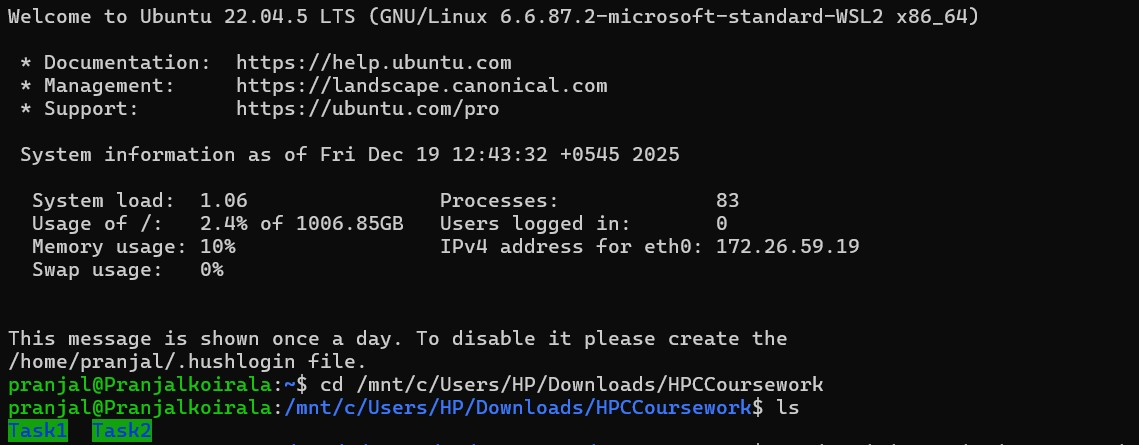 Welcome to Ubuntu 22.04.5 LTS (GNU/Linux 6.6.87.2-microsoft-standard-WSL2 x86_64)
* Documentation: https://help.ubuntu.com
* Management: https://landscape.canonical.com
* Support: https://ubuntu.com/pro
System information as of Fri Dec 19 12:43:32 +0545 2025
System load: 1.06 Processes: 83
Usage of /: 2.4% of 1006.85GB Users logged in: 0
Memory usage: 10% IPv4 address for eth0: 172.26.59.19
Swap usage: 0%
This message is shown once a day. To disable it please create the
/home/pranjal/.hushlogin file.
pranjal@Pranjalkoirala:~$ cd /mnt/c/Users/HP/Downloads/HPCCoursework
pranjal@Pranjalkoirala:/mnt/c/Users/HP/Downloads/HPCCoursework$ ls
Task1 Task2